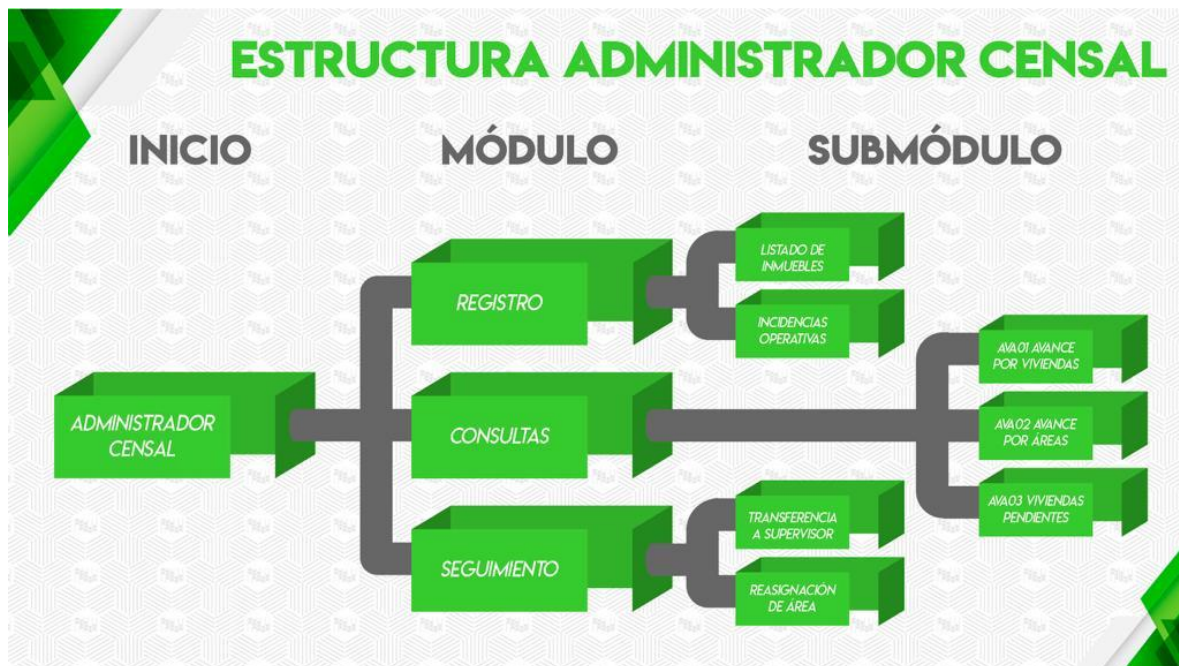 ESTRUCTURA ADMINISTRADOR CENSAL
INICIO
MÓDULO
SUBMÓDULO
ADMINISTRADOR
CENSAL
REGISTRO
LISTADO DE
INMUEBLES
INCIDENCIAS
OPERATIVAS
CONSULTAS
AVA01 AVANCE
POR VIVIENDAS
AVA02 AVANCE
POR ÁREAS
AVA03 VIVIENDAS
PENDIENTES
SEGUIMIENTO
TRANSFERENCIA
A SUPERVISOR
REASIGNACIÓN
DE ÁREA